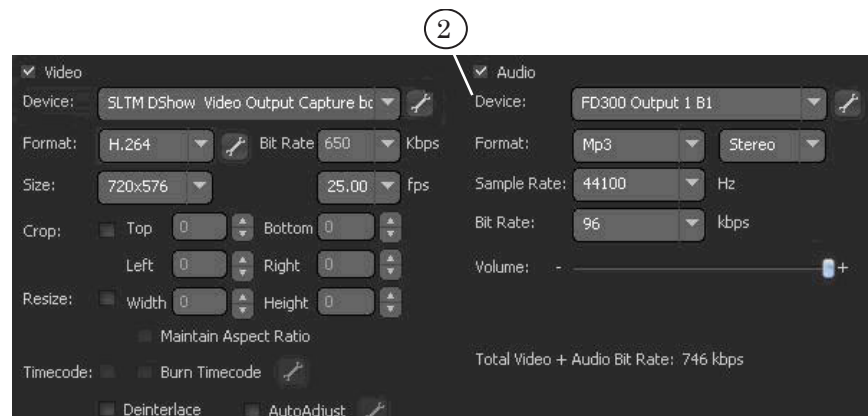 2
Video
Device: SLTM DShow Video Output Capture bc
Format: H.264 Bit Rate 650 Kbps
Size: 720x576 25.00 fps
Crop: Top 0 Bottom 0
Left 0 Right 0
Resize: Width 0 Height 0
Maintain Aspect Ratio
Timecode: Burn Timecode
Deinterlace AutoAdjust
Audio
Device: FD300 Output 1 B1
Format: Mp3 Stereo
Sample Rate: 44100 Hz
Bit Rate: 96 kbps
Volume: - +
Total Video + Audio Bit Rate: 746 kbps